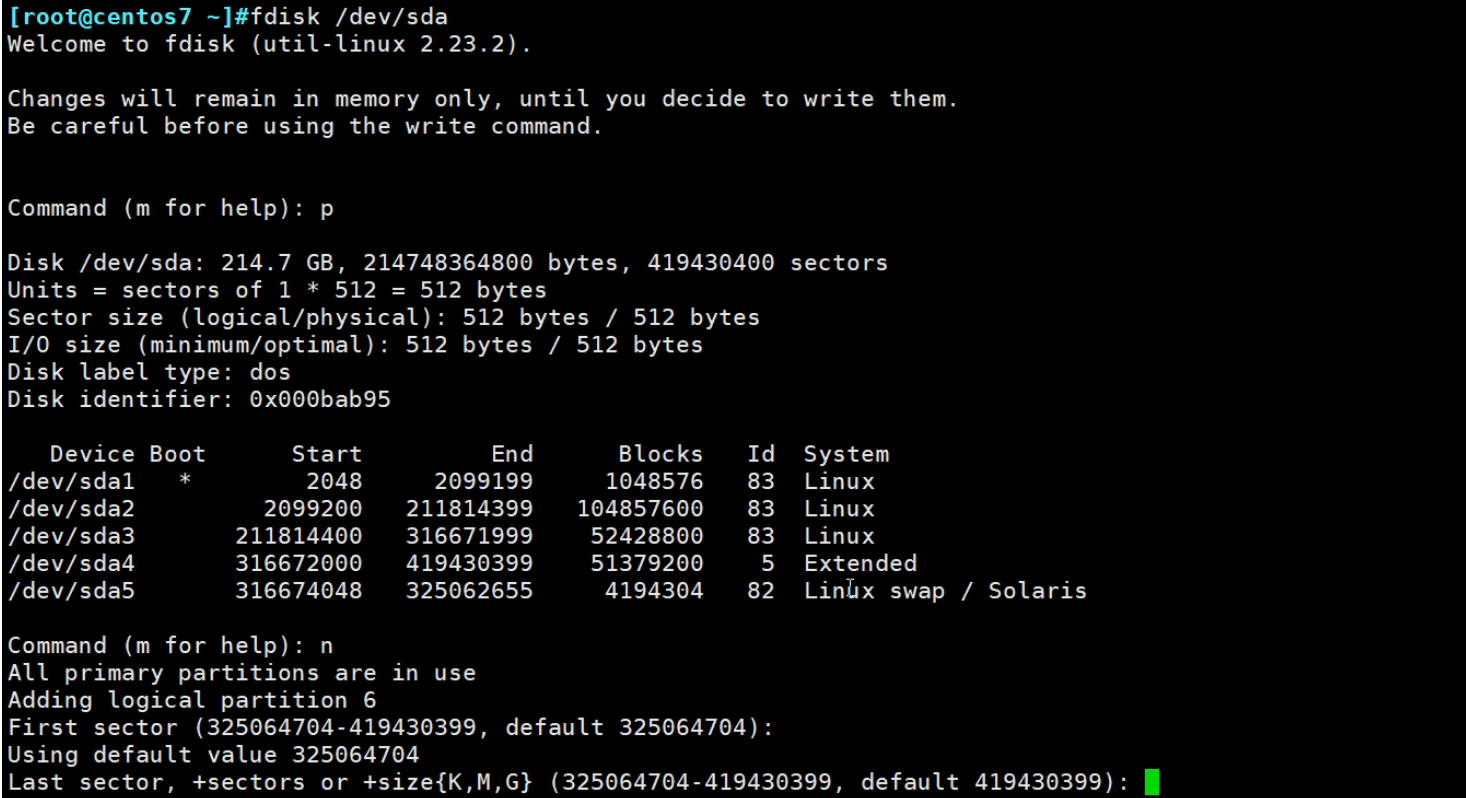 [root@centos7 ~]#fdisk /dev/sda
Welcome to fdisk (util-linux 2.23.2).
Changes will remain in memory only, until you decide to write them.
Be careful before using the write command.
Command (m for help): p
Disk /dev/sda: 214.7 GB, 214748364800 bytes, 419430400 sectors
Units = sectors of 1 * 512 = 512 bytes
Sector size (logical/physical): 512 bytes / 512 bytes
I/O size (minimum/optimal): 512 bytes / 512 bytes
Disk label type: dos
Disk identifier: 0x000bab95
   Device Boot      Start         End      Blocks   Id  System
/dev/sda1   *        2048     2099199     1048576   83  Linux
/dev/sda2         2099200   211814399   104857600   83  Linux
/dev/sda3       211814400   316671999    52428800   83  Linux
/dev/sda4       316672000   419430399    51379200    5  Extended
/dev/sda5       316674048   325062655     4194304   82  Linux swap / Solaris
Command (m for help): n
All primary partitions are in use
Adding logical partition 6
First sector (325064704-419430399, default 325064704):
Using default value 325064704
Last sector, +sectors or +size{K,M,G} (325064704-419430399, default 419430399):